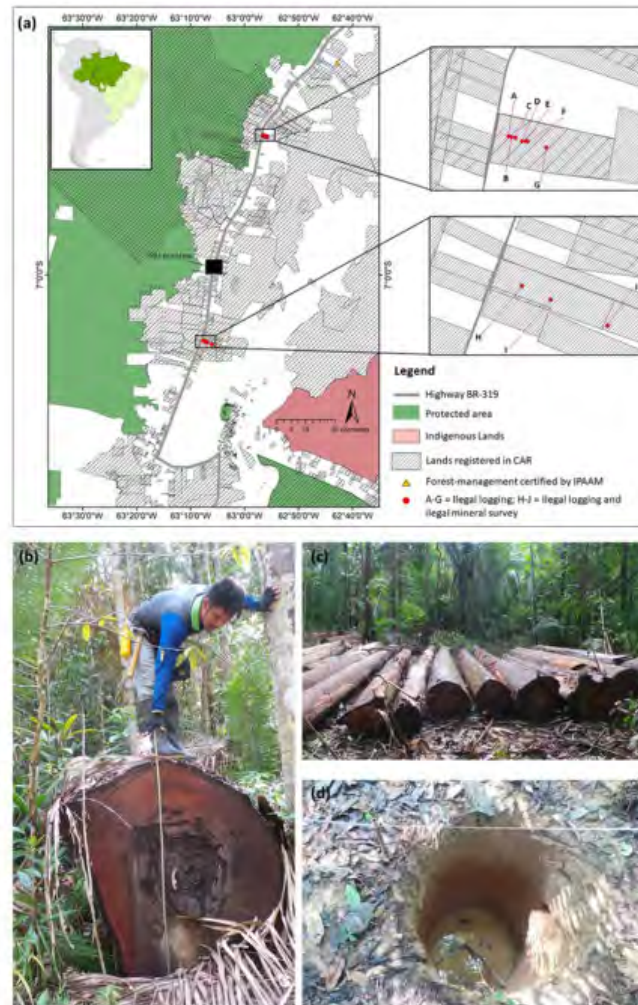 (a)
63°30'0"W 63°20'0"W 63°10'0"W 63°0'0"W 62°50'0"W 62°40'0"W
A
C D E F
B
G
7°0'0"S
7°0'0"S
H
I
N
Legend
Highway BR-319
Protected area
Indigenous Lands
Lands registered in CAR
Forest-management certified by IPAAM
A-G = Ilegal logging; H-J = Ilegal logging and
ilegal mineral survey
63°30'0"W 63°20'0"W 63°10'0"W 63°0'0"W 62°50'0"W 62°40'0"W
(b)
(c)
(d)